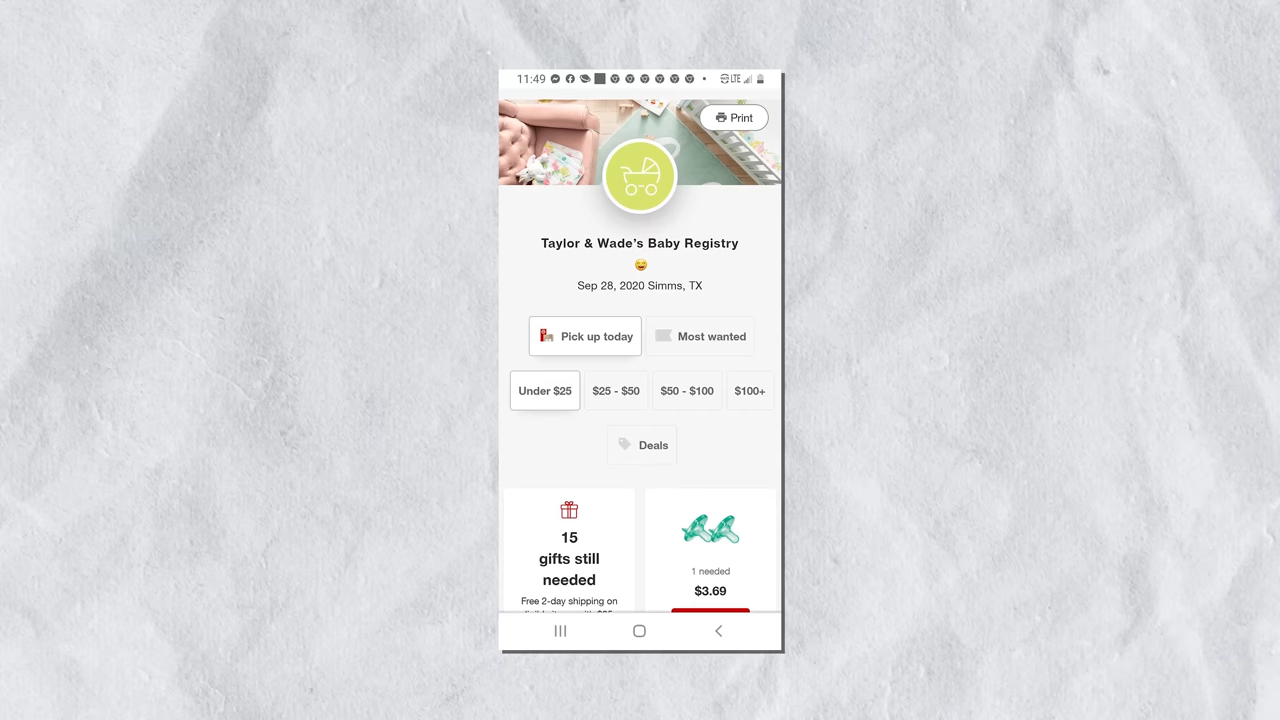 11:49 LTE
Print
Taylor & Wade's Baby Registry
😄
Sep 28, 2020 Simms, TX
Pick up today Most wanted
Under $25 $25 - $50 $50 - $100 $100+
Deals
15
gifts still
needed
Free 2-day shipping on
1 needed
$3.69